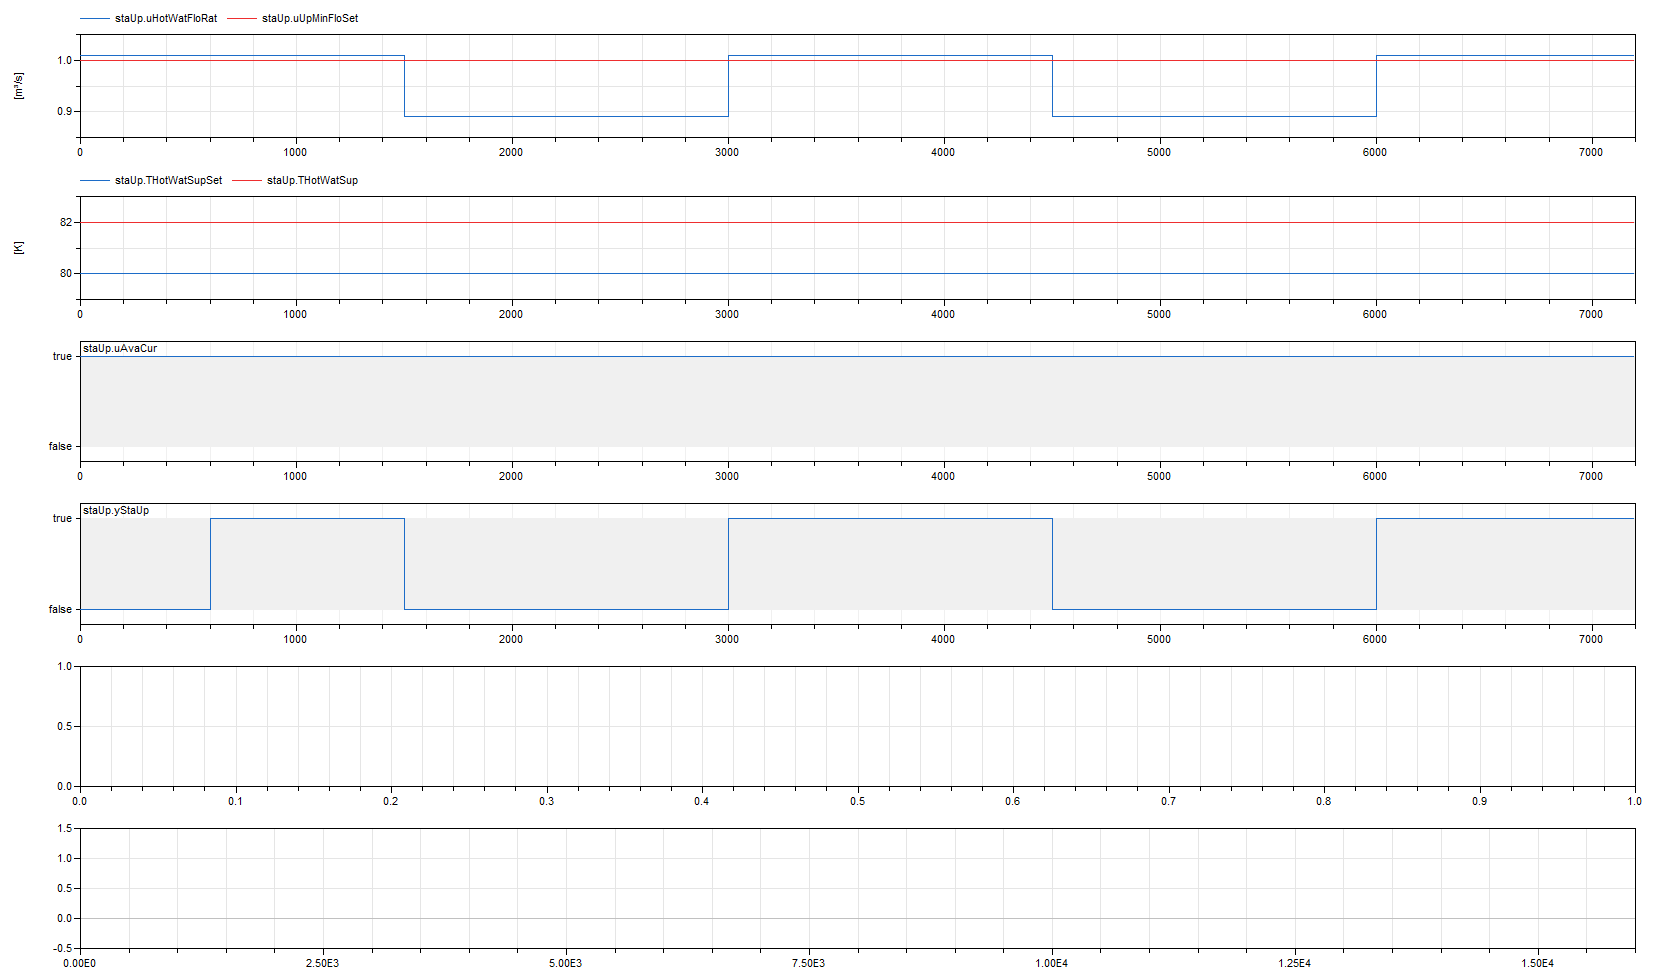 staUp.uHotWatFloRat staUp.uUpMinFloSet
[m³/s]
1.0
0.9
0 1000 2000 3000 4000 5000 6000 7000
staUp.THotWatSupSet staUp.THotWatSup
[K]
82
80
0 1000 2000 3000 4000 5000 6000 7000
staUp.uAvaCur
true
false
0 1000 2000 3000 4000 5000 6000 7000
staUp.yStaUp
true
false
0 1000 2000 3000 4000 5000 6000 7000
1.0
0.5
0.0
0.0 0.1 0.2 0.3 0.4 0.5 0.6 0.7 0.8 0.9 1.0
1.5
1.0
0.5
0.0
-0.5
0.00E0 2.50E3 5.00E3 7.50E3 1.00E4 1.25E4 1.50E4